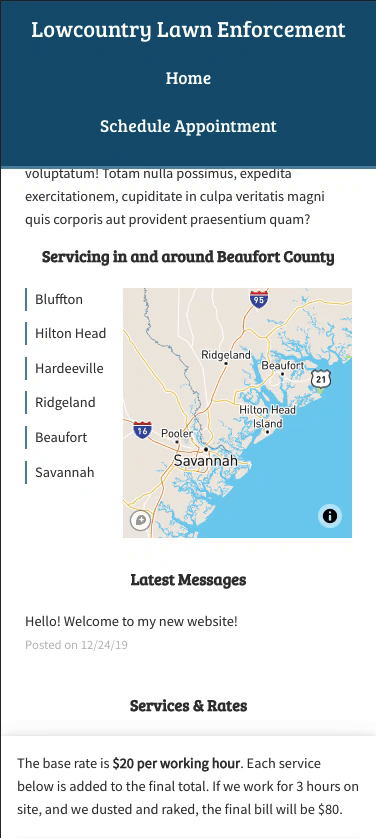 Lowcountry Lawn Enforcement
Home
Schedule Appointment
voluptatum! Totam nulla possimus, expedita
exercitationem, cupiditate in culpa veritatis magni
quis corporis aut provident praesentium quam?
Servicing in and around Beaufort County
Bluffton
Hilton Head
Hardeeville
Ridgeland
Beaufort
Savannah
95
Ridgeland
Beaufort
21
Hilton Head
Island
16
Pooler
Savannah
Latest Messages
Hello! Welcome to my new website!
Posted on 12/24/19
Services & Rates
The base rate is $20 per working hour. Each service
below is added to the final total. If we work for 3 hours on
site, and we dusted and raked, the final bill will be $80.